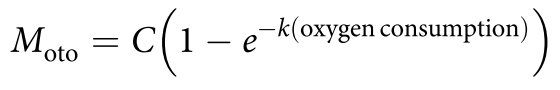 M_oto = C(1 − e^{−k(oxygen consumption)})